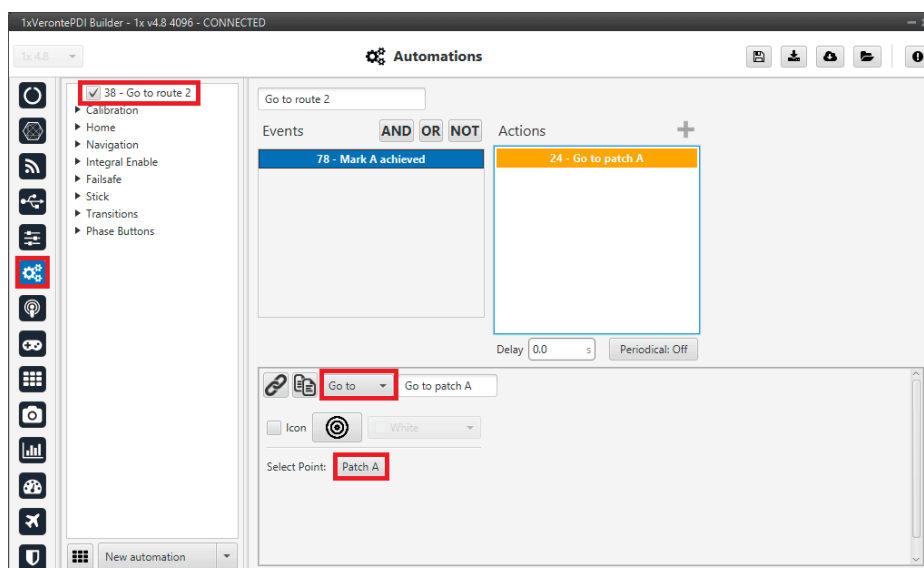 1xVerontePDI Builder - 1x v4.8 4096 - CONNECTED
1x 4.8
Automations
38 - Go to route 2
Calibration
Home
Navigation
Integral Enable
Failsafe
Stick
Transitions
Phase Buttons
New automation
Go to route 2
Events AND OR NOT Actions
78 - Mark A achieved
24 - Go to patch A
Delay 0.0 s Periodical: Off
Go to Go to patch A
Icon White
Select Point: Patch A